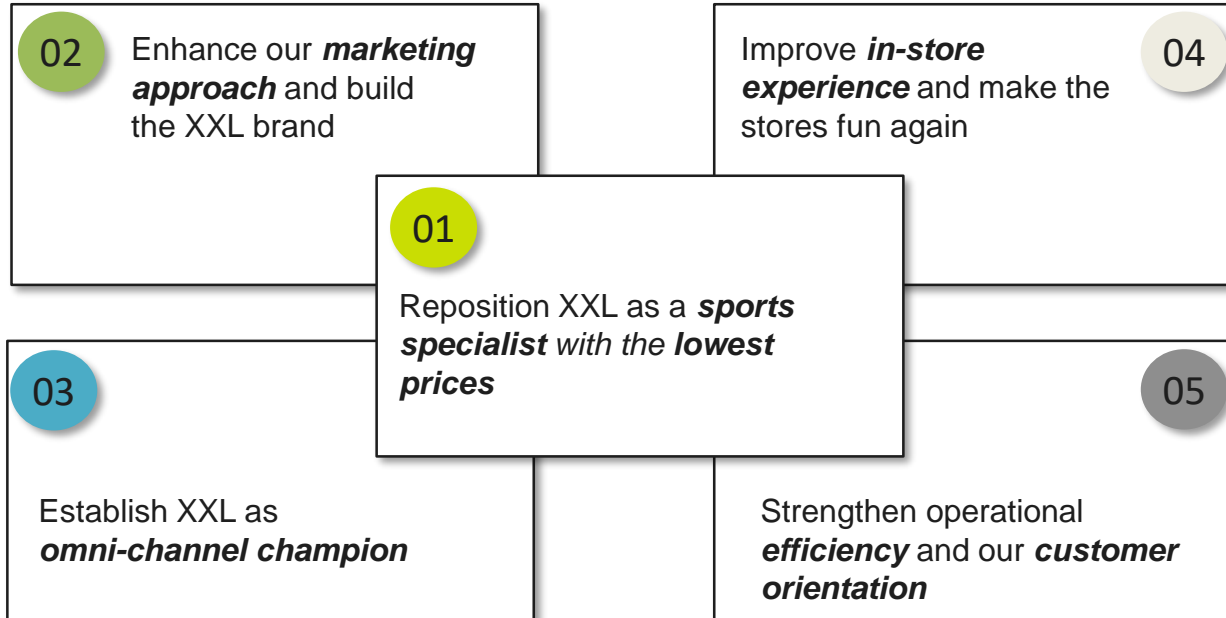 02
Enhance our marketing
approach and build
the XXL brand
04
Improve in-store
experience and make the
stores fun again
01
Reposition XXL as a sports
specialist with the lowest
prices
03
Establish XXL as
omni-channel champion
05
Strengthen operational
efficiency and our customer
orientation